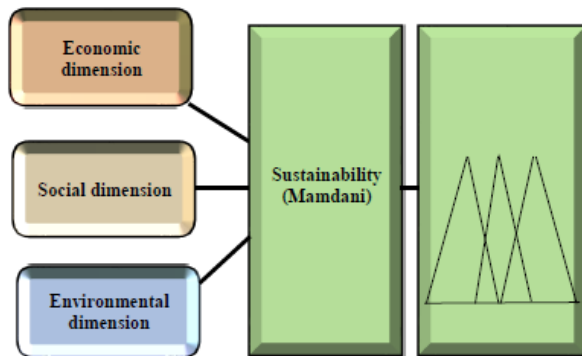 Economic
dimension
Social dimension
Environmental
dimension
Sustainability
(Mamdani)